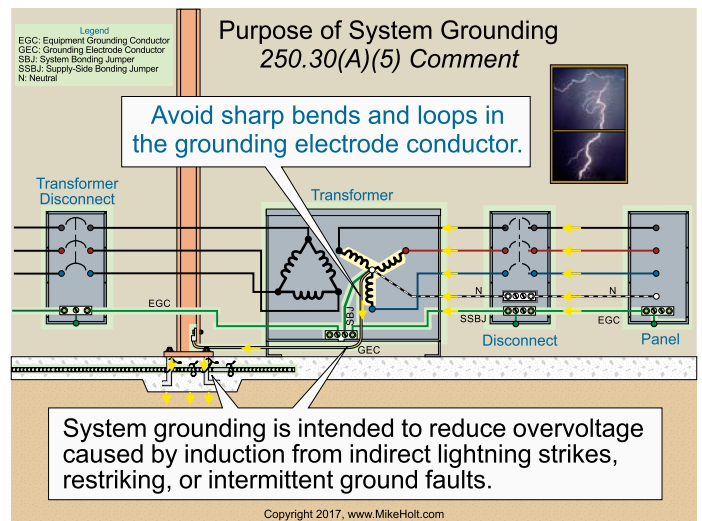 Legend
EGC: Equipment Grounding Conductor
GEC: Grounding Electrode Conductor
SBJ: System Bonding Jumper
SSBJ: Supply-Side Bonding Jumper
N: Neutral
Purpose of System Grounding
250.30(A)(5) Comment
Avoid sharp bends and loops in
the grounding electrode conductor.
Transformer
Disconnect
Transformer
N
N
EGC
SBJ
SSBJ
EGC
GEC
Disconnect
Panel
System grounding is intended to reduce overvoltage
caused by induction from indirect lightning strikes,
restriking, or intermittent ground faults.
Copyright 2017, www.MikeHolt.com